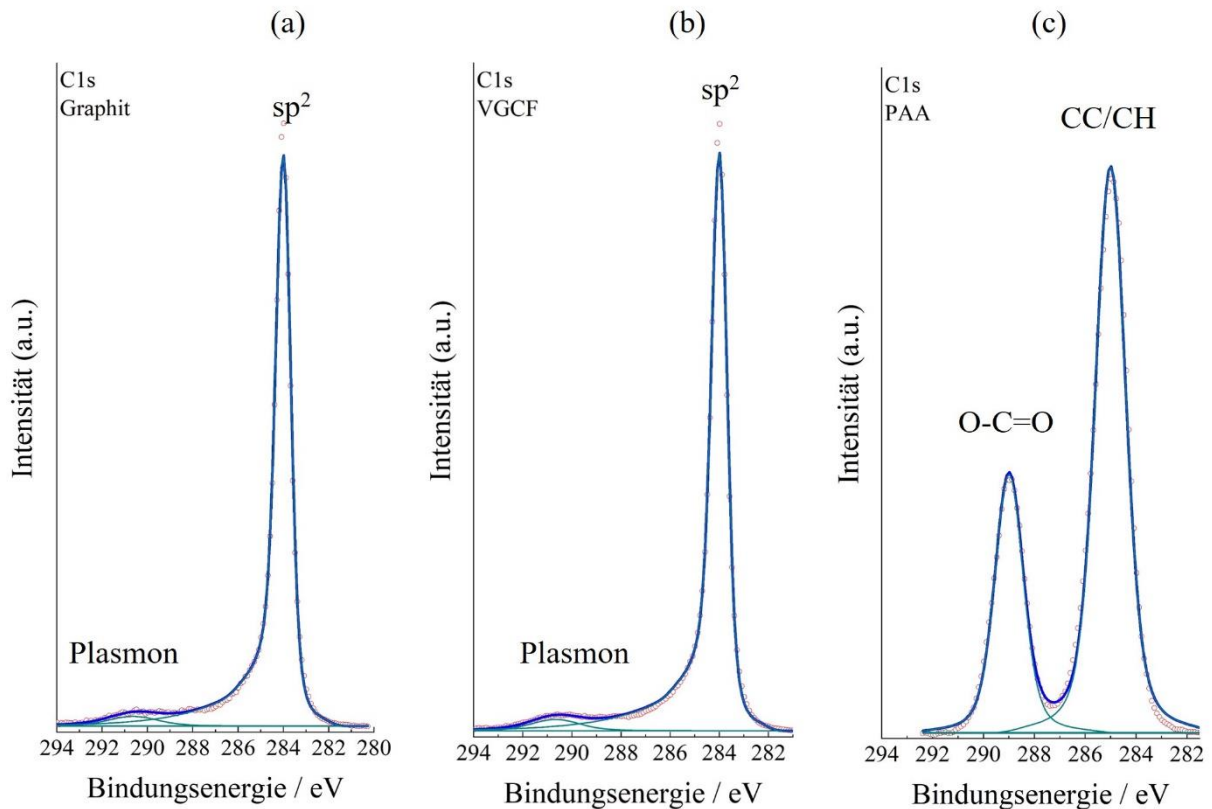 (a)
C1s
Graphit
sp²
Plasmon
Intensität (a.u.)
294 292 290 288 286 284 282 280
Bindungsenergie / eV
(b)
C1s
VGCF
sp²
Plasmon
Intensität (a.u.)
294 292 290 288 286 284 282
Bindungsenergie / eV
(c)
C1s
PAA
CC/CH
O-C=O
Intensität (a.u.)
294 292 290 288 286 284 282
Bindungsenergie / eV